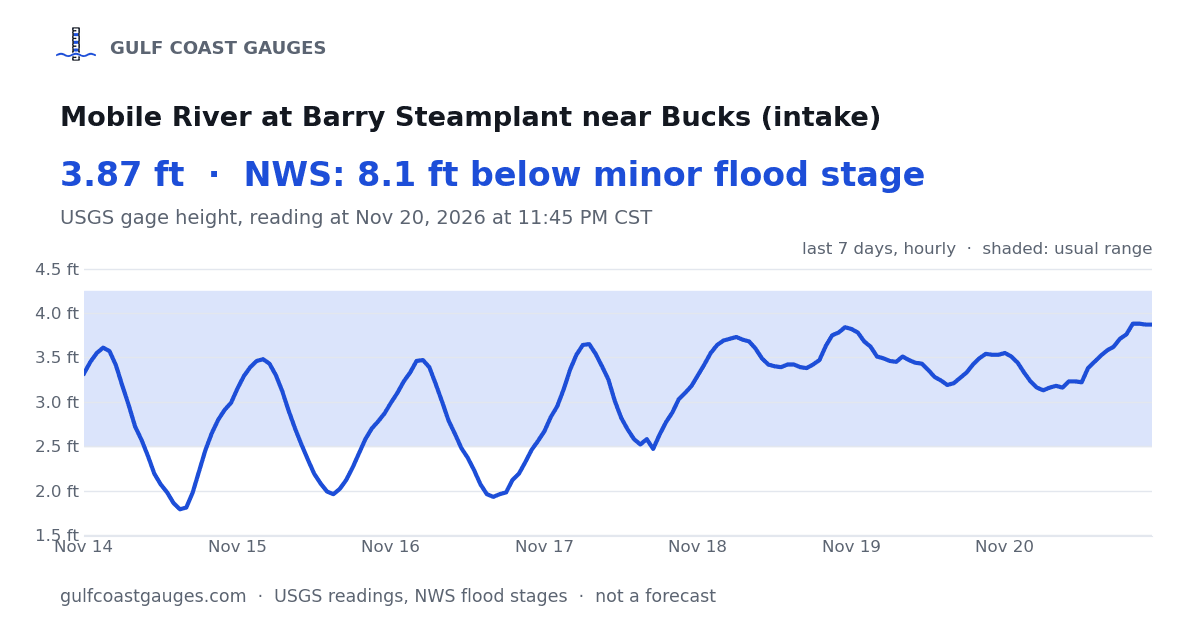 GULF COAST GAUGES
Mobile River at Barry Steamplant near Bucks (intake)
3.87 ft · NWS: 8.1 ft below minor flood stage
USGS gage height, reading at Nov 20, 2026 at 11:45 PM CST
last 7 days, hourly · shaded: usual range
4.5 ft
4.0 ft
3.5 ft
3.0 ft
2.5 ft
2.0 ft
1.5 ft
Nov 14 Nov 15 Nov 16 Nov 17 Nov 18 Nov 19 Nov 20
gulfcoastgauges.com · USGS readings, NWS flood stages · not a forecast